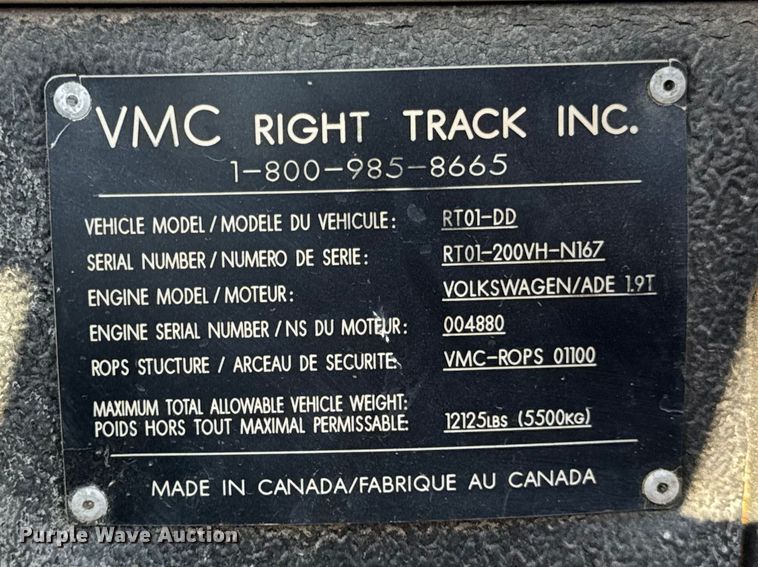 VMC RIGHT TRACK INC.
1-800-985-8665
VEHICLE MODEL / MODELE DU VEHICULE: RT01-DD
SERIAL NUMBER / NUMERO DE SERIE: RT01-200VH-N167
ENGINE MODEL / MOTEUR: VOLKSWAGEN/ADE 1.9T
ENGINE SERIAL NUMBER / NS DU MOTEUR: 004880
ROPS STUCTURE / ARCEAU DE SECURITE: VMC-ROPS 01100
MAXIMUM TOTAL ALLOWABLE VEHICLE WEIGHT:
POIDS HORS TOUT MAXIMAL PERMISSABLE: 12125LBS (5500KG)
MADE IN CANADA/FABRIQUE AU CANADA
Purple Wave Auction